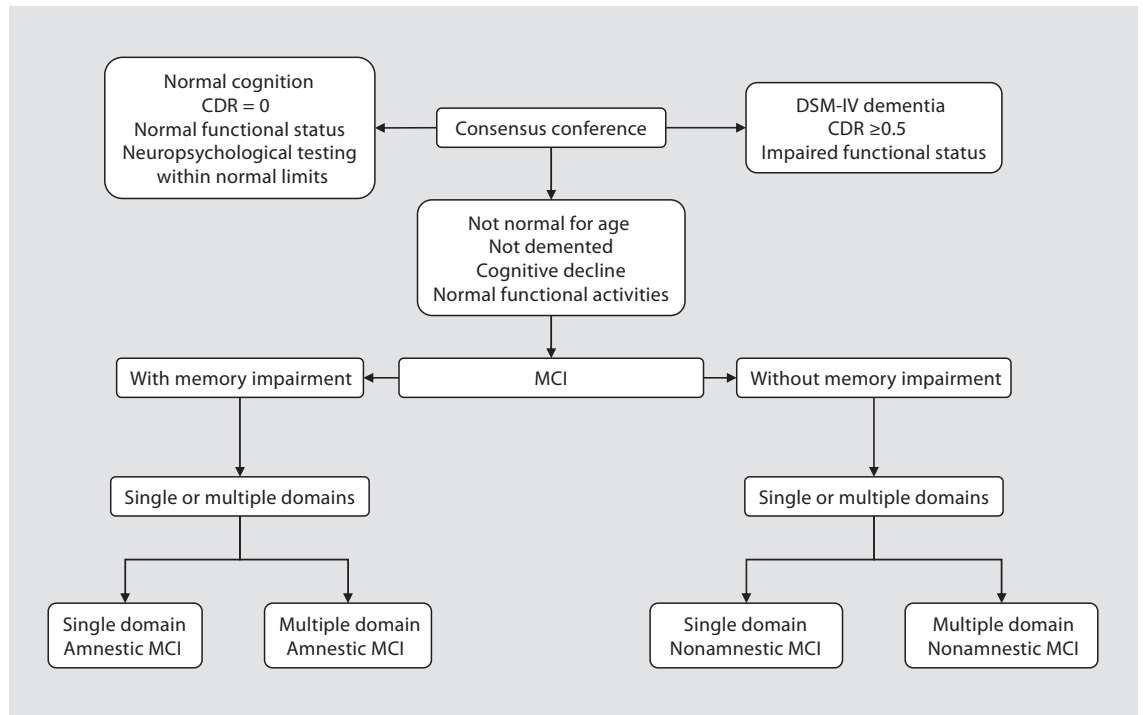 Normal cognition
CDR = 0
Normal functional status
Neuropsychological testing
within normal limits
Consensus conference
DSM-IV dementia
CDR ≥0.5
Impaired functional status
Not normal for age
Not demented
Cognitive decline
Normal functional activities
With memory impairment
MCI
Without memory impairment
Single or multiple domains
Single or multiple domains
Single domain
Amnestic MCI
Multiple domain
Amnestic MCI
Single domain
Nonamnestic MCI
Multiple domain
Nonamnestic MCI